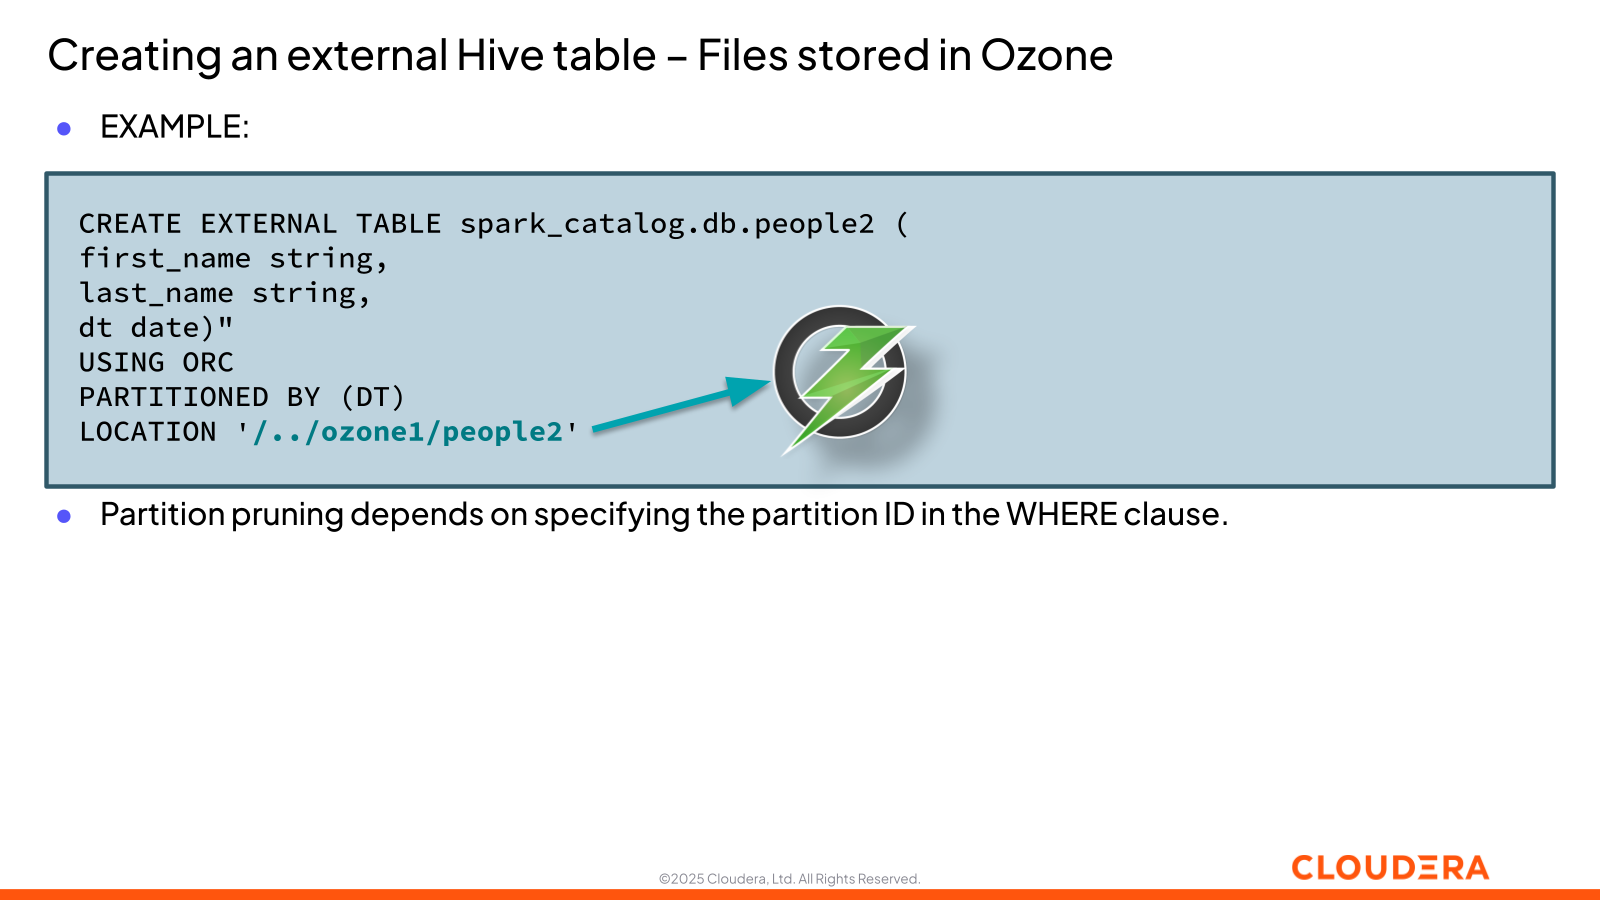 Creating an external Hive table – Files stored in Ozone
● EXAMPLE:
CREATE EXTERNAL TABLE spark_catalog.db.people2 (
first_name string,
last_name string,
dt date)"
USING ORC
PARTITIONED BY (DT)
LOCATION '/../ozone1/people2'
● Partition pruning depends on specifying the partition ID in the WHERE clause.
©2025 Cloudera, Ltd. All Rights Reserved.
CLOUDERA